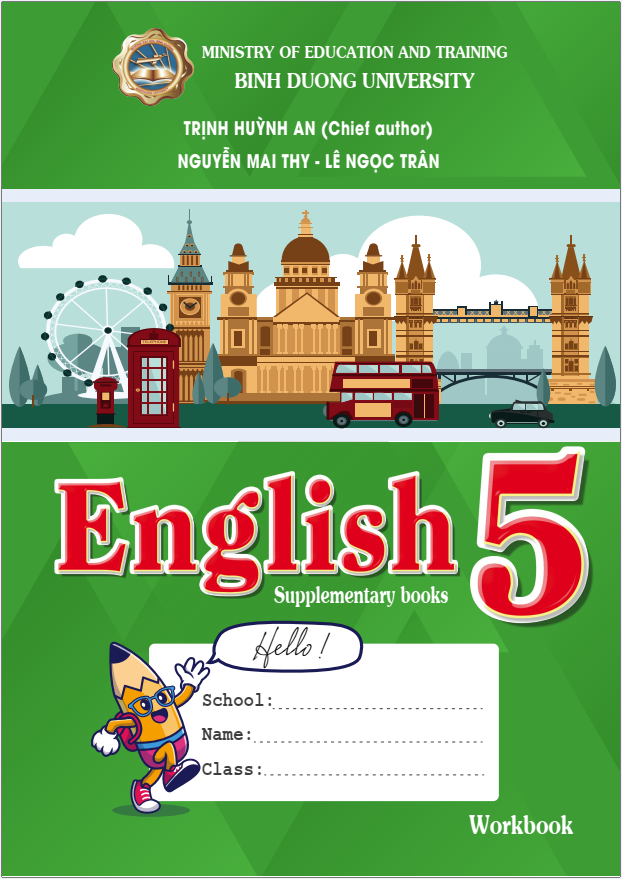 MINISTRY OF EDUCATION AND TRAINING
BINH DUONG UNIVERSITY
TRỊNH HUỲNH AN (Chief author)
NGUYỄN MAI THY - LÊ NGỌC TRÂN
TELEPHONE
English 5
Supplementary books
Hello !
School:
Name:
Class:
Workbook